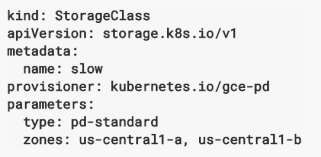 kind: StorageClass
apiVersion: storage.k8s.io/v1
metadata:
  name: slow
provisioner: kubernetes.io/gce-pd
parameters:
  type: pd-standard
  zones: us-central1-a, us-central1-b